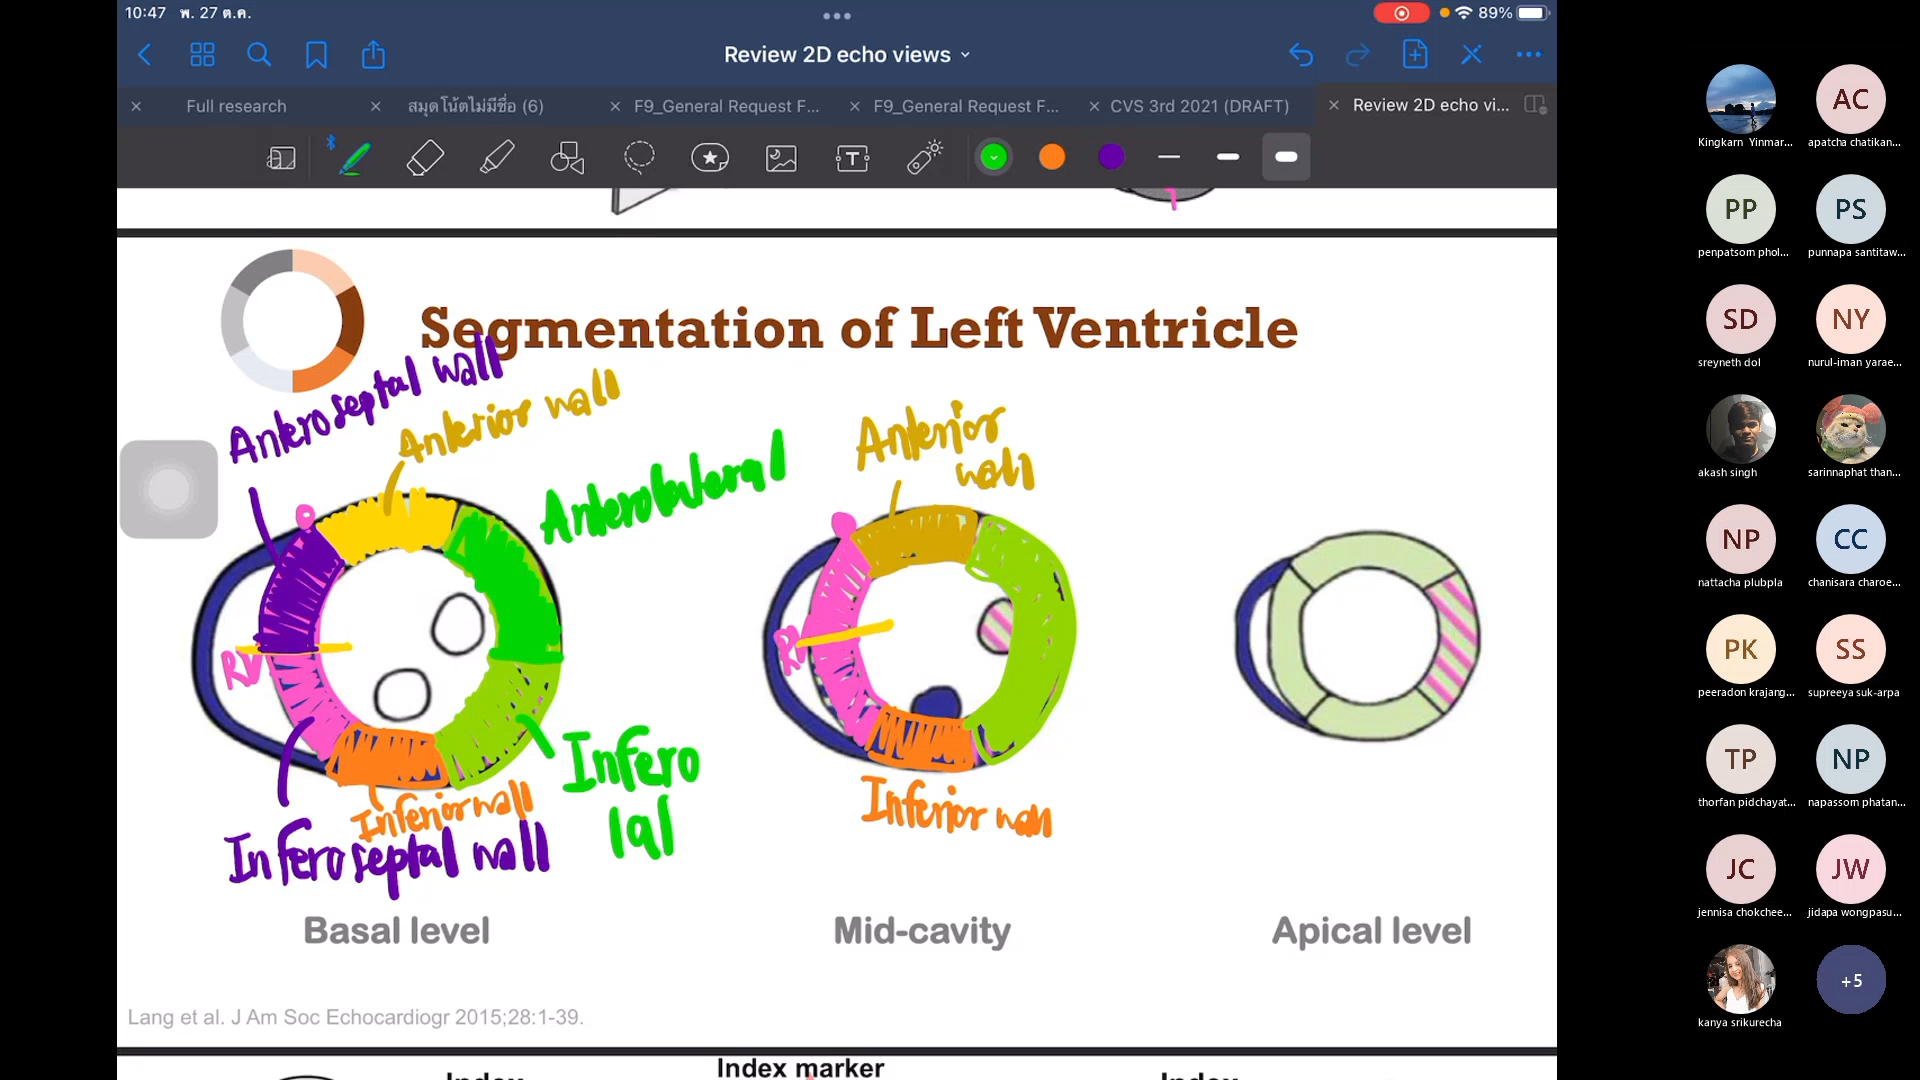 10:47 พ. 27 ต.ค.
89%
Review 2D echo views
Full research
สมุดโน้ตไม่มีชื่อ (6)
F9_General Request F...
F9_General Request F...
CVS 3rd 2021 (DRAFT)
Review 2D echo vi...
T
Segmentation of Left Ventricle
Anteroseptal wall
Anterior wall
Anterolateral
Anterior
wall
RV
RV
Infero
lal
Inferior wall
Inferoseptal wall
Inferior wall
Basal level
Mid-cavity
Apical level
Lang et al. J Am Soc Echocardiogr 2015;28:1-39.
Index
Index marker
Index
Kingkarn Yinmar...
AC
apatcha chatikan...
PP
penpatsorn phol...
PS
punnapa santitaw...
SD
sreyneth dol
NY
nurul-iman yarae...
akash singh
sarinnaphat than...
NP
nattacha plubpla
CC
chanisara charoe...
PK
peeradon krajang...
SS
supreeya suk-arpa
TP
thorfan pidchayat...
NP
napassorn phatan...
JC
jennisa chokchee...
JW
jidapa wongpasu...
kanya srikurecha
+5